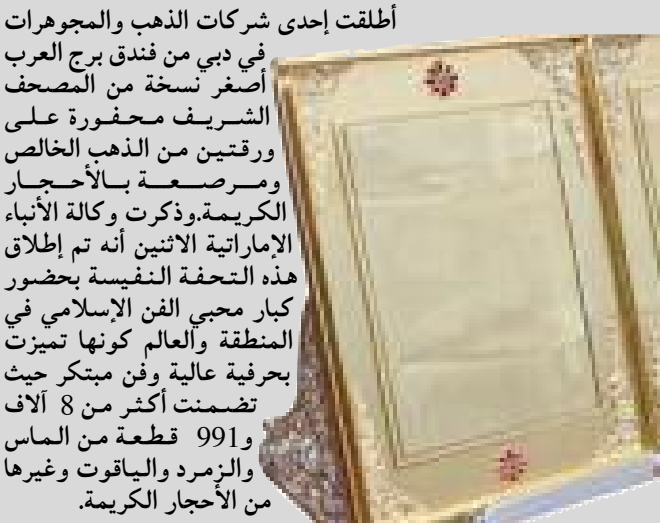 أطلقت إحدى شركات الذهب والمجوهرات
في دبي من فندق برج العرب
أصغر نسخة من المصحف
الشريف محفورة على
ورقتين من الذهب الخالص
ومرصعة بالأحجار
الكريمة.وذكرت وكالة الأنباء
الإماراتية الاثنين أنه تم إطلاق
هذه التحفة النفيسة بحضور
كبار محبي الفن الإسلامي في
المنطقة والعالم كونها تميزت
بحرفية عالية وفن مبتكر حيث
تضمنت أكثر من 8 آلاف
و991 قطعة من الماس
والزمرد والياقوت وغيرها
من الأحجار الكريمة.